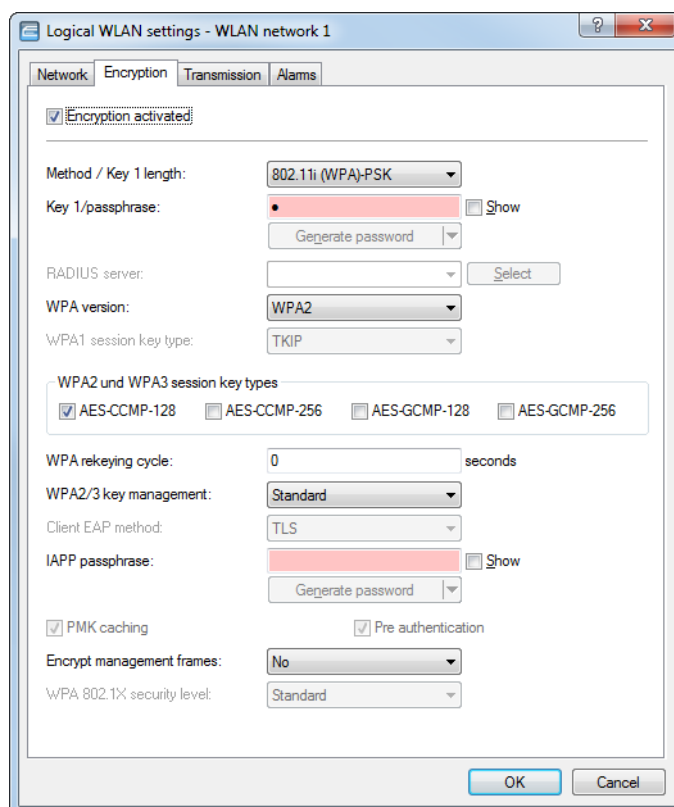 Logical WLAN settings - WLAN network 1
Network Encryption Transmission Alarms
Encryption activated
Method / Key 1 length: 802.11i (WPA)-PSK
Key 1/passphrase: ● Show
Generate password
RADIUS server: Select
WPA version: WPA2
WPA1 session key type: TKIP
WPA2 und WPA3 session key types
AES-CCMP-128 AES-CCMP-256 AES-GCMP-128 AES-GCMP-256
WPA rekeying cycle: 0 seconds
WPA2/3 key management: Standard
Client EAP method: TLS
IAPP passphrase: Show
Generate password
PMK caching Pre authentication
Encrypt management frames: No
WPA 802.1X security level: Standard
OK Cancel